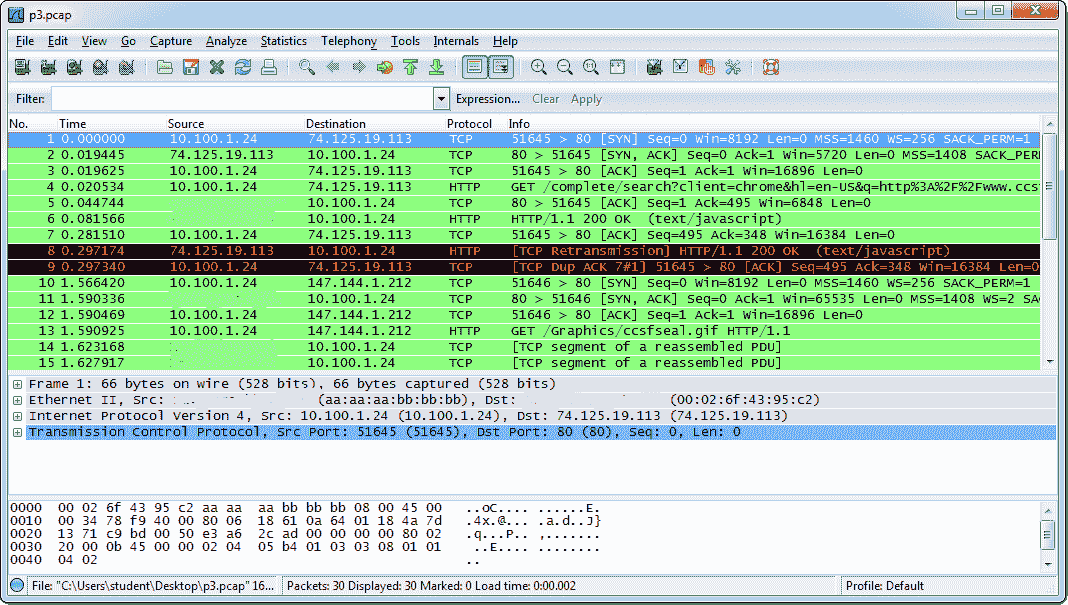 p3.pcap
File Edit View Go Capture Analyze Statistics Telephony Tools Internals Help
Filter: Expression... Clear Apply
No. Time Source Destination Protocol Info
1 0.000000 10.100.1.24 74.125.19.113 TCP 51645 > 80 [SYN] Seq=0 Win=8192 Len=0 MSS=1460 WS=256 SACK_PERM=1
2 0.019445 74.125.19.113 10.100.1.24 TCP 80 > 51645 [SYN, ACK] Seq=0 Ack=1 Win=5720 Len=0 MSS=1408 SACK_PERM
3 0.019625 10.100.1.24 74.125.19.113 TCP 51645 > 80 [ACK] Seq=1 Ack=1 Win=16896 Len=0
4 0.020534 10.100.1.24 74.125.19.113 HTTP GET /complete/search?client=chrome&hl=en-US&q=http%3A%2F%2Fwww.ccs
5 0.044744 10.100.1.24 TCP 80 > 51645 [ACK] Seq=1 Ack=495 Win=6848 Len=0
6 0.081566 10.100.1.24 HTTP HTTP/1.1 200 OK (text/javascript)
7 0.281510 10.100.1.24 74.125.19.113 TCP 51645 > 80 [ACK] Seq=495 Ack=348 Win=16384 Len=0
8 0.297174 74.125.19.113 10.100.1.24 HTTP [TCP Retransmission] HTTP/1.1 200 OK (text/javascript)
9 0.297340 10.100.1.24 74.125.19.113 TCP [TCP Dup ACK 7#1] 51645 > 80 [ACK] Seq=495 Ack=348 Win=16384 Len=0
10 1.566420 10.100.1.24 147.144.1.212 TCP 51646 > 80 [SYN] Seq=0 Win=8192 Len=0 MSS=1460 WS=256 SACK_PERM=1
11 1.590336 10.100.1.24 TCP 80 > 51646 [SYN, ACK] Seq=0 Ack=1 Win=65535 Len=0 MSS=1408 WS=2 SA
12 1.590469 10.100.1.24 147.144.1.212 TCP 51646 > 80 [ACK] Seq=1 Ack=1 Win=16896 Len=0
13 1.590925 10.100.1.24 147.144.1.212 HTTP GET /Graphics/ccsfseal.gif HTTP/1.1
14 1.623168 10.100.1.24 TCP [TCP segment of a reassembled PDU]
15 1.627917 10.100.1.24 TCP [TCP segment of a reassembled PDU]
Frame 1: 66 bytes on wire (528 bits), 66 bytes captured (528 bits)
Ethernet II, Src: (aa:aa:aa:bb:bb:bb), Dst: (00:02:6f:43:95:c2)
Internet Protocol Version 4, Src: 10.100.1.24 (10.100.1.24), Dst: 74.125.19.113 (74.125.19.113)
Transmission Control Protocol, Src Port: 51645 (51645), Dst Port: 80 (80), Seq: 0, Len: 0
0000 00 02 6f 43 95 c2 aa aa aa bb bb bb 08 00 45 00 ..oC.... ......E.
0010 00 34 78 f9 40 00 80 06 18 61 0a 64 01 18 4a 7d .4x.@... .a.d..J}
0020 13 71 c9 bd 00 50 e3 a6 2c ad 00 00 00 00 80 02 .q...P.. ,.......
0030 20 00 0b 45 00 00 02 04 05 b4 01 03 03 08 01 01 ..E.... ........
0040 04 02 ..
File: "C:\Users\student\Desktop\p3.pcap" 16... Packets: 30 Displayed: 30 Marked: 0 Load time: 0:00.002 Profile: Default